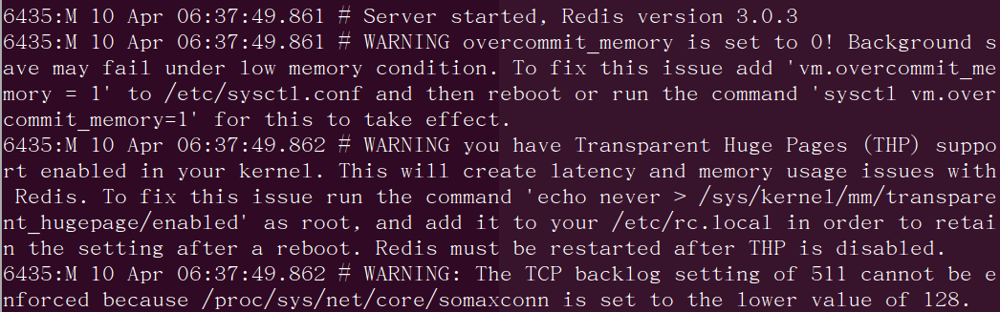 6435:M 10 Apr 06:37:49.861 # Server started, Redis version 3.0.3
6435:M 10 Apr 06:37:49.861 # WARNING overcommit_memory is set to 0! Background s
ave may fail under low memory condition. To fix this issue add 'vm.overcommit_me
mory = 1' to /etc/sysctl.conf and then reboot or run the command 'sysctl vm.over
commit_memory=1' for this to take effect.
6435:M 10 Apr 06:37:49.862 # WARNING you have Transparent Huge Pages (THP) suppo
rt enabled in your kernel. This will create latency and memory usage issues with
 Redis. To fix this issue run the command 'echo never > /sys/kernel/mm/transpare
nt_hugepage/enabled' as root, and add it to your /etc/rc.local in order to retai
n the setting after a reboot. Redis must be restarted after THP is disabled.
6435:M 10 Apr 06:37:49.862 # WARNING: The TCP backlog setting of 511 cannot be e
nforced because /proc/sys/net/core/somaxconn is set to the lower value of 128.